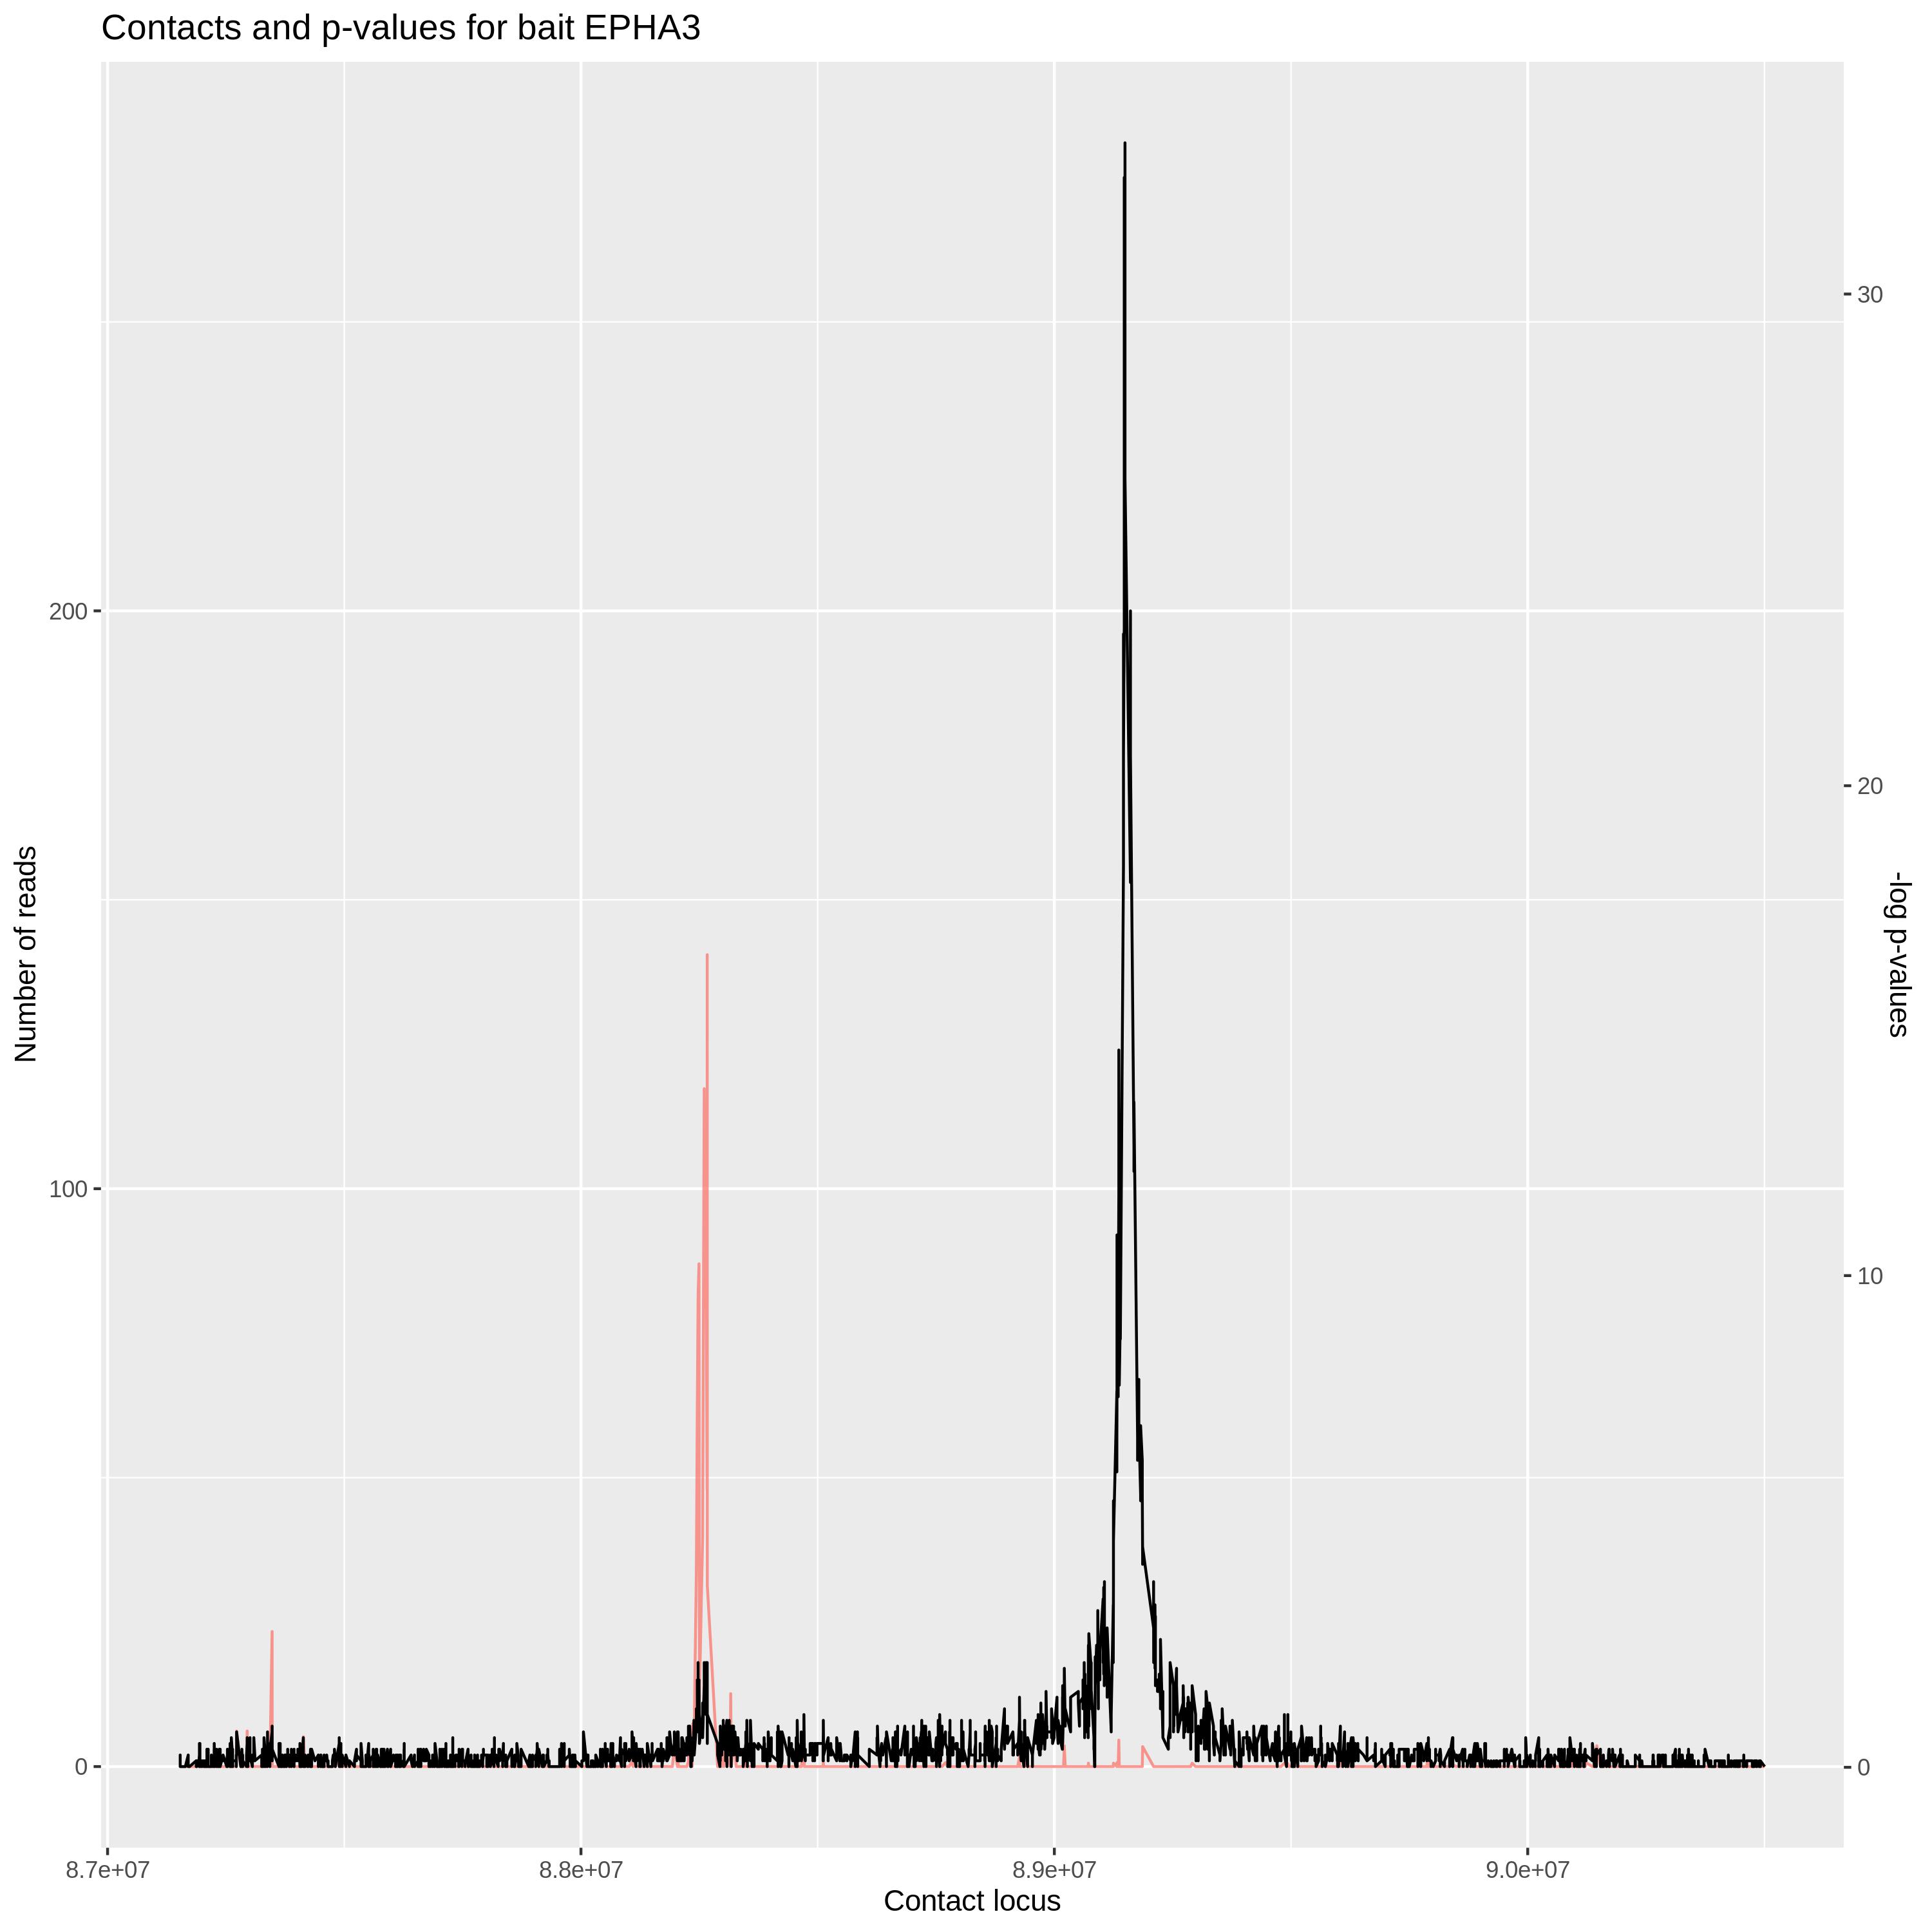 Contacts and p-values for bait EPHA3
Number of reads
200
100
0
30
20
10
0
-log p-values
8.7e+07
8.8e+07
8.9e+07
9.0e+07
Contact locus